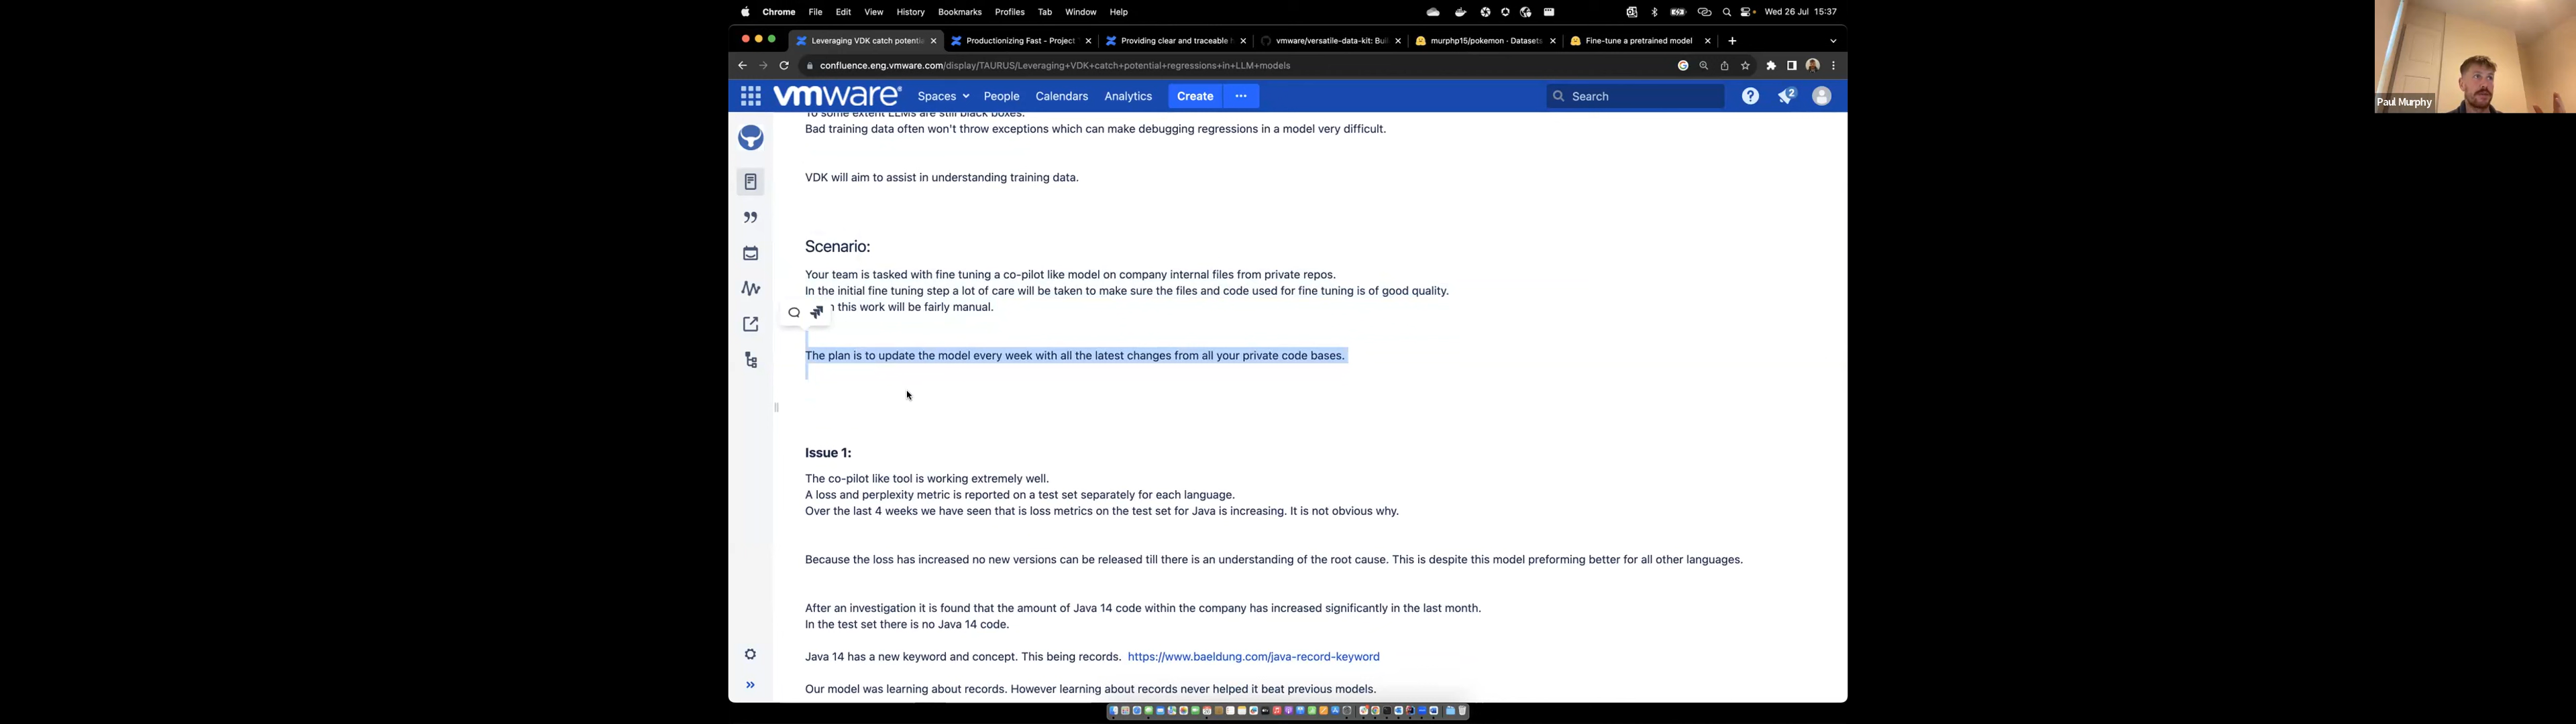 Chrome File Edit View History Bookmarks Profiles Tab Window Help Wed 26 Jul 15:37
Leveraging VDK catch potenti Productionizing Fast - Project Providing clear and traceable vmware/versatile-data-kit: Bui murphp15/pokemon · Datasets Fine-tune a pretrained model
confluence.eng.vmware.com/display/TAURUS/Leveraging+VDK+catch+potential+regressions+in+LLM+models
vmware Spaces People Calendars Analytics Create ... Search 2
Paul Murphy
To some extent LLMs are still black boxes.
Bad training data often won't throw exceptions which can make debugging regressions in a model very difficult.
VDK will aim to assist in understanding training data.
Scenario:
Your team is tasked with fine tuning a co-pilot like model on company internal files from private repos.
In the initial fine tuning step a lot of care will be taken to make sure the files and code used for fine tuning is of good quality.
this work will be fairly manual.
The plan is to update the model every week with all the latest changes from all your private code bases.
Issue 1:
The co-pilot like tool is working extremely well.
A loss and perplexity metric is reported on a test set separately for each language.
Over the last 4 weeks we have seen that is loss metrics on the test set for Java is increasing. It is not obvious why.
Because the loss has increased no new versions can be released till there is an understanding of the root cause. This is despite this model preforming better for all other languages.
After an investigation it is found that the amount of Java 14 code within the company has increased significantly in the last month.
In the test set there is no Java 14 code.
Java 14 has a new keyword and concept. This being records. https://www.baeldung.com/java-record-keyword
Our model was learning about records. However learning about records never helped it beat previous models.